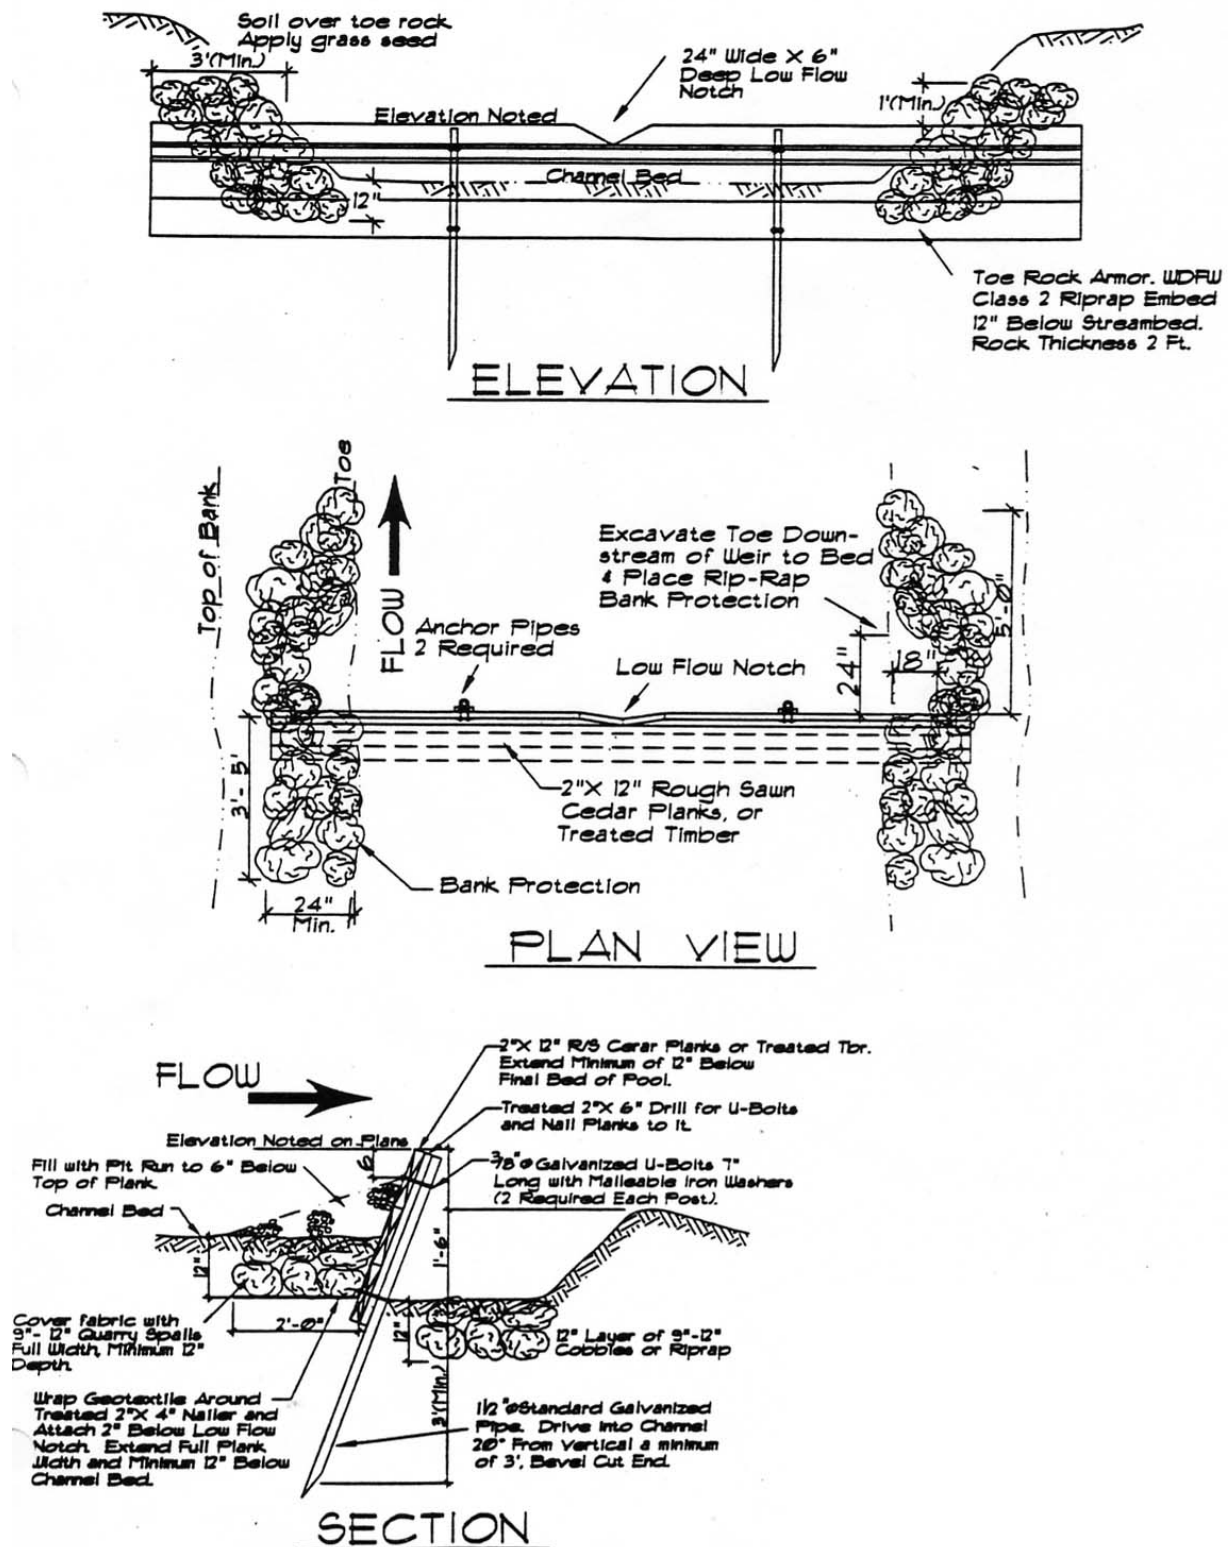 Soil over toe rock
Apply grass seed
3'(Min.)
24" Wide X 6"
Deep Low Flow
Notch
1'(Min.)
Elevation Noted
Channel Bed
12"
Toe Rock Armor. WDFW
Class 2 Riprap Embed
12" Below Streambed.
Rock Thickness 2 Ft.
ELEVATION
Top of Bank
Toe
FLOW
Excavate Toe Down-
stream of Weir to Bed
& Place Rip-Rap
Bank Protection
Anchor Pipes
2 Required
Low Flow Notch
24"
18"
5'-0"
3'-5'
2"X 12" Rough Sawn
Cedar Planks, or
Treated Timber
Bank Protection
24"
Min.
PLAN VIEW
FLOW
2"X 12" R/S Cerar Planks or Treated Tbr.
Extend Minimum of 12" Below
Final Bed of Pool.
Treated 2"X 6" Drill for U-Bolts
and Nail Planks to it.
Elevation Noted on Plans
6"
Fill with Pit Run to 6" Below
Top of Plank.
3/8"ø Galvanized U-Bolts 7"
Long with Malleable Iron Washers
(2 Required Each Post).
Channel Bed
12"
1'-6"
2'-0"
12"
Cover fabric with
9"- 12" Quarry Spalls
Full Width, Minimum 12"
Depth.
12" Layer of 9"-12"
Cobbles or Riprap
3'(Min.)
Wrap Geotextile Around
Treated 2"X 4" Nailer and
Attach 2" Below Low Flow
Notch. Extend Full Plank
Width and Minimum 12" Below
Channel Bed.
1 1/2"ø Standard Galvanized
Pipe. Drive into Channel
20° From Vertical a minimum
of 3', Bevel Cut End.
SECTION